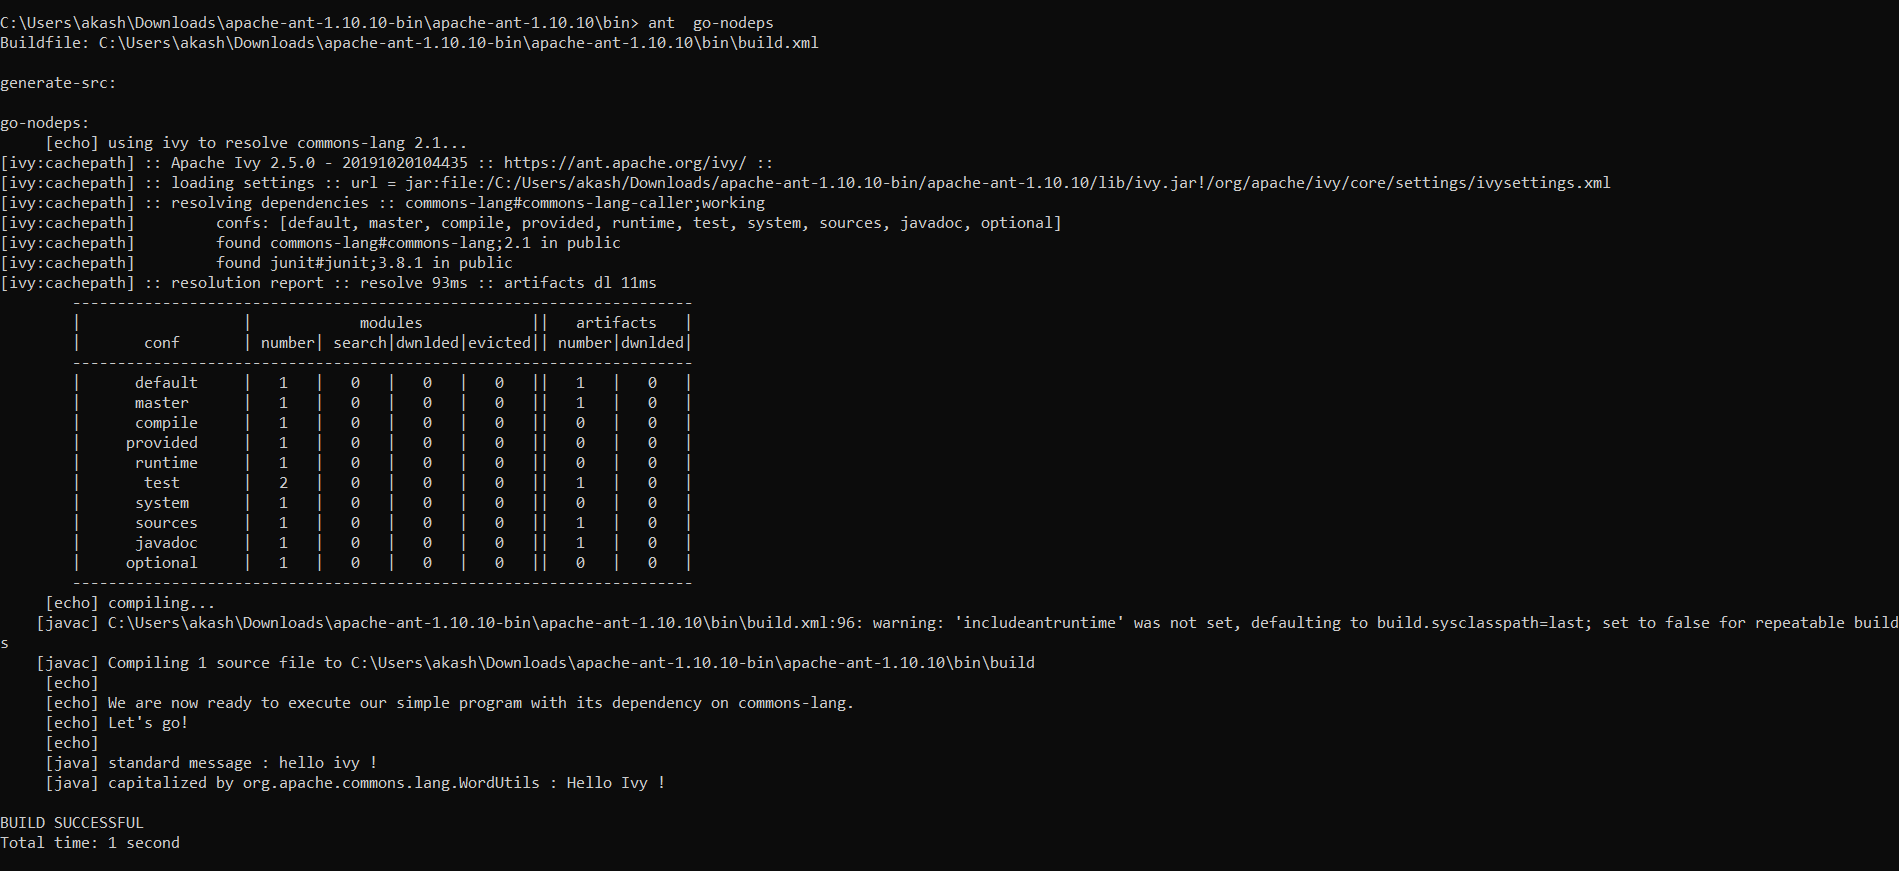 C:\Users\akash\Downloads\apache-ant-1.10.10-bin\apache-ant-1.10.10\bin> ant  go-nodeps
Buildfile: C:\Users\akash\Downloads\apache-ant-1.10.10-bin\apache-ant-1.10.10\bin\build.xml

generate-src:

go-nodeps:
     [echo] using ivy to resolve commons-lang 2.1...
[ivy:cachepath] :: Apache Ivy 2.5.0 - 20191020104435 :: https://ant.apache.org/ivy/ ::
[ivy:cachepath] :: loading settings :: url = jar:file:/C:/Users/akash/Downloads/apache-ant-1.10.10-bin/apache-ant-1.10.10/lib/ivy.jar!/org/apache/ivy/core/settings/ivysettings.xml
[ivy:cachepath] :: resolving dependencies :: commons-lang#commons-lang-caller;working
[ivy:cachepath]         confs: [default, master, compile, provided, runtime, test, system, sources, javadoc, optional]
[ivy:cachepath]         found commons-lang#commons-lang;2.1 in public
[ivy:cachepath]         found junit#junit;3.8.1 in public
[ivy:cachepath] :: resolution report :: resolve 93ms :: artifacts dl 11ms
        ---------------------------------------------------------------------
        |                  |            modules            ||   artifacts   |
        |       conf       | number| search|dwnlded|evicted|| number|dwnlded|
        ---------------------------------------------------------------------
        |      default     |   1   |   0   |   0   |   0   ||   1   |   0   |
        |      master      |   1   |   0   |   0   |   0   ||   1   |   0   |
        |      compile     |   1   |   0   |   0   |   0   ||   0   |   0   |
        |     provided     |   1   |   0   |   0   |   0   ||   0   |   0   |
        |      runtime     |   1   |   0   |   0   |   0   ||   0   |   0   |
        |       test       |   2   |   0   |   0   |   0   ||   1   |   0   |
        |      system      |   1   |   0   |   0   |   0   ||   0   |   0   |
        |      sources     |   1   |   0   |   0   |   0   ||   1   |   0   |
        |      javadoc     |   1   |   0   |   0   |   0   ||   1   |   0   |
        |     optional     |   1   |   0   |   0   |   0   ||   0   |   0   |
        ---------------------------------------------------------------------
     [echo] compiling...
    [javac] C:\Users\akash\Downloads\apache-ant-1.10.10-bin\apache-ant-1.10.10\bin\build.xml:96: warning: 'includeantruntime' was not set, defaulting to build.sysclasspath=last; set to false for repeatable build
s
    [javac] Compiling 1 source file to C:\Users\akash\Downloads\apache-ant-1.10.10-bin\apache-ant-1.10.10\bin\build
     [echo]
     [echo] We are now ready to execute our simple program with its dependency on commons-lang.
     [echo] Let's go!
     [echo]
     [java] standard message : hello ivy !
     [java] capitalized by org.apache.commons.lang.WordUtils : Hello Ivy !

BUILD SUCCESSFUL
Total time: 1 second